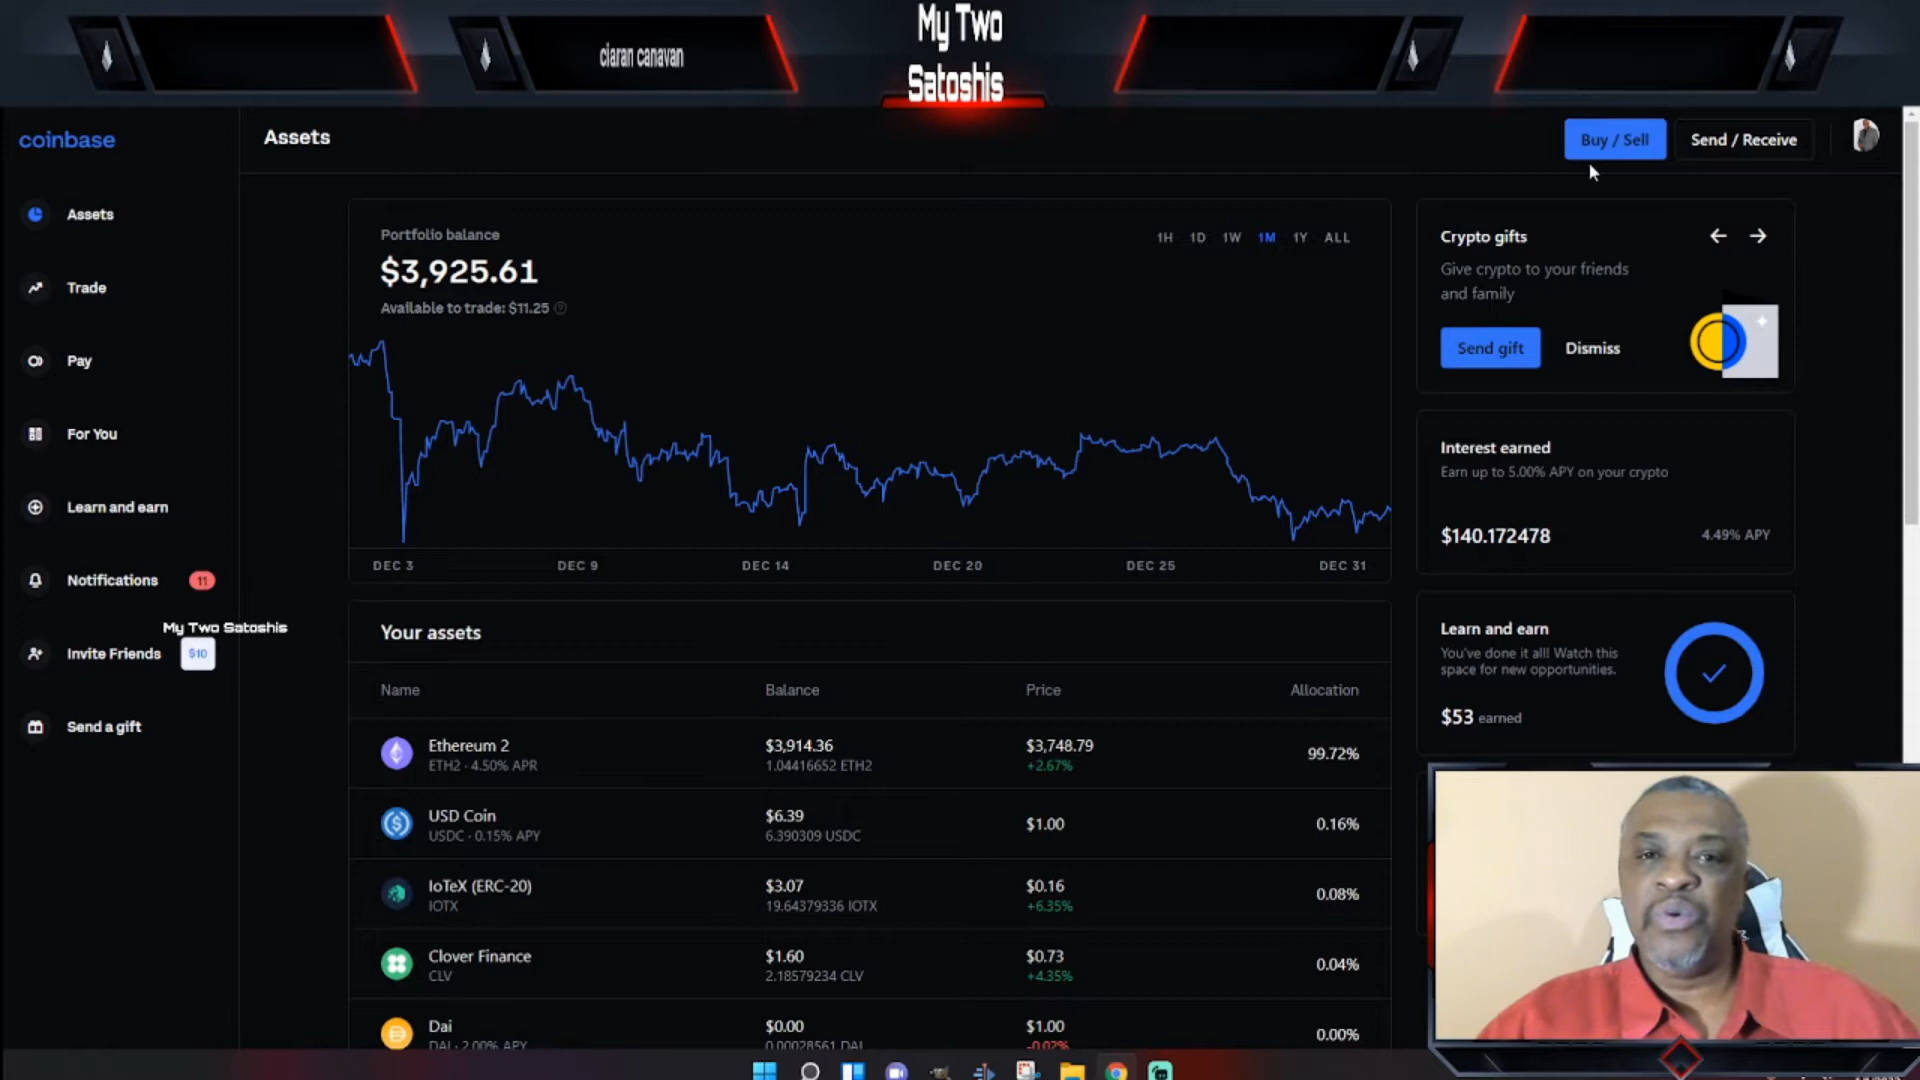 My Two
Satoshis
ciaran canavan
coinbase
Assets
Buy / Sell
Send / Receive
Assets
Trade
Pay
For You
Learn and earn
Notifications
11
My Two Satoshis
Invite Friends
$10
Send a gift
Portfolio balance
$3,925.61
Available to trade: $11.25
1H 1D 1W 1M 1Y ALL
DEC 3 DEC 9 DEC 14 DEC 20 DEC 25 DEC 31
Your assets
Name Balance Price Allocation
Ethereum 2 $3,914.36 $3,748.79 99.72%
ETH2 · 4.50% APR 1.04416652 ETH2 +2.67%
USD Coin $6.39 $1.00 0.16%
USDC · 0.15% APY 6.390309 USDC
IoTeX (ERC-20) $3.07 $0.16 0.08%
IOTX 19.64379336 IOTX +6.35%
Clover Finance $1.60 $0.73 0.04%
CLV 2.18579234 CLV +4.35%
Dai $0.00 $1.00 0.00%
DAI · 2.00% APY 0.00028561 DAI -0.02%
Crypto gifts
Give crypto to your friends
and family
Send gift
Dismiss
Interest earned
Earn up to 5.00% APY on your crypto
$140.172478
4.49% APY
Learn and earn
You've done it all! Watch this
space for new opportunities.
$53 earned